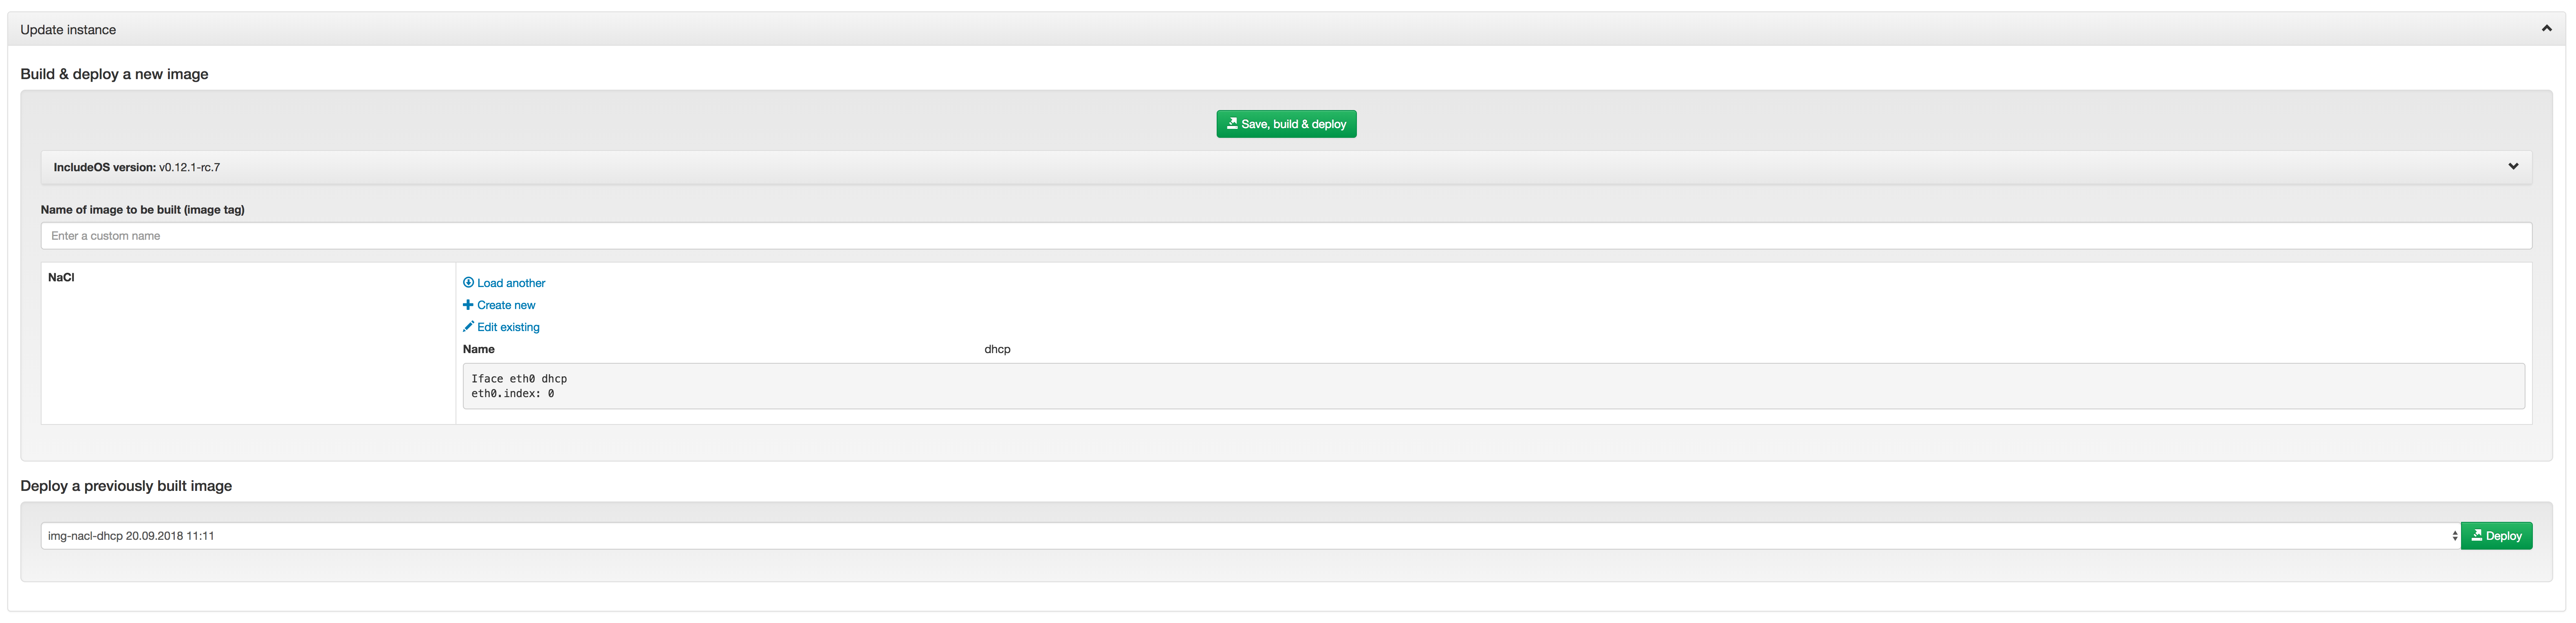 Update instance
Build & deploy a new image
Save, build & deploy
IncludeOS version: v0.12.1-rc.7
Name of image to be built (image tag)
Enter a custom name
NaCl
Load another
Create new
Edit existing
Name dhcp
Iface eth0 dhcp
eth0.index: 0
Deploy a previously built image
img-nacl-dhcp 20.09.2018 11:11
Deploy